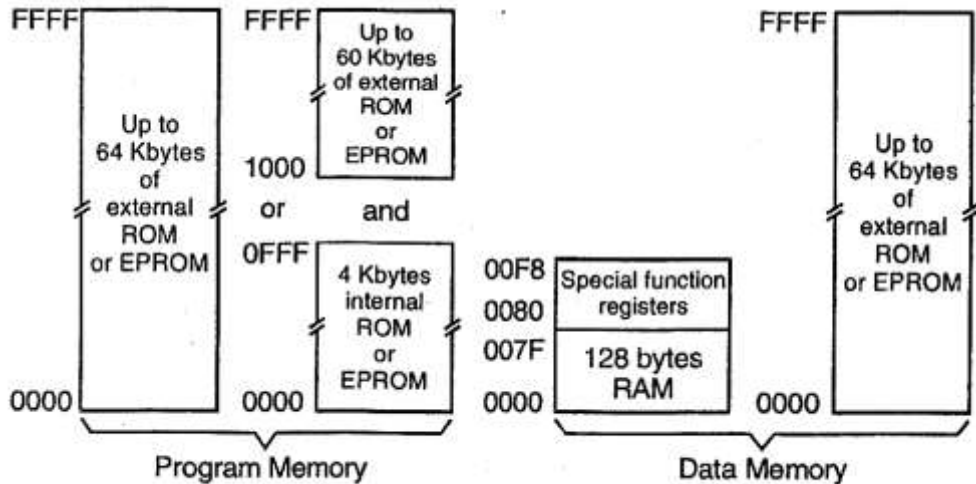 FFFF
Up to
64 Kbytes
of
external
ROM
or EPROM
0000
FFFF
Up to
60 Kbytes
of external
ROM
or
EPROM
1000
or
and
0FFF
4 Kbytes
internal
ROM
or
EPROM
0000
Program Memory
00F8
Special function
registers
0080
007F
128 bytes
RAM
0000
FFFF
Up to
64 Kbytes
of
external
ROM
or EPROM
0000
Data Memory